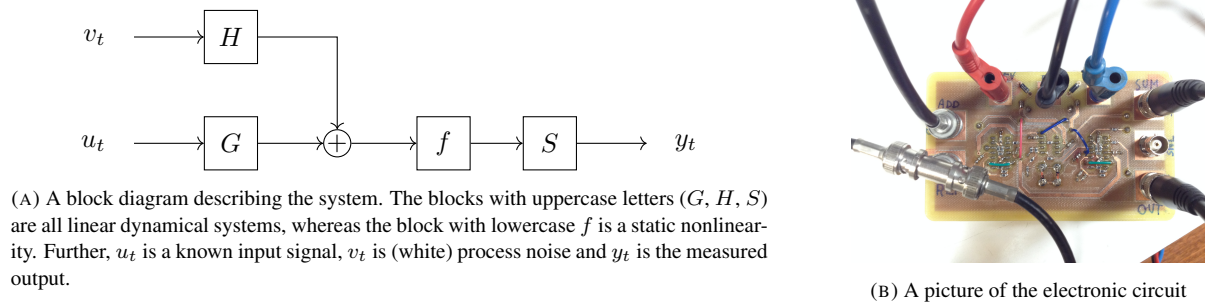 v_t
H
u_t
G
+
f
S
y_t
(A) A block diagram describing the system. The blocks with uppercase letters (G, H, S)
are all linear dynamical systems, whereas the block with lowercase f is a static nonlinear-
ity. Further, u_t is a known input signal, v_t is (white) process noise and y_t is the measured
output.
ADD
SUM
OUT
(B) A picture of the electronic circuit